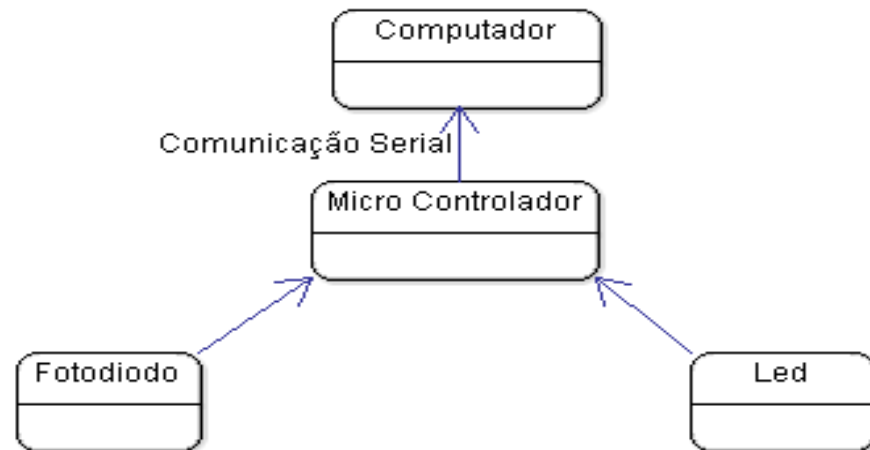 Computador
Comunicação Serial
Micro Controlador
Fotodiodo
Led